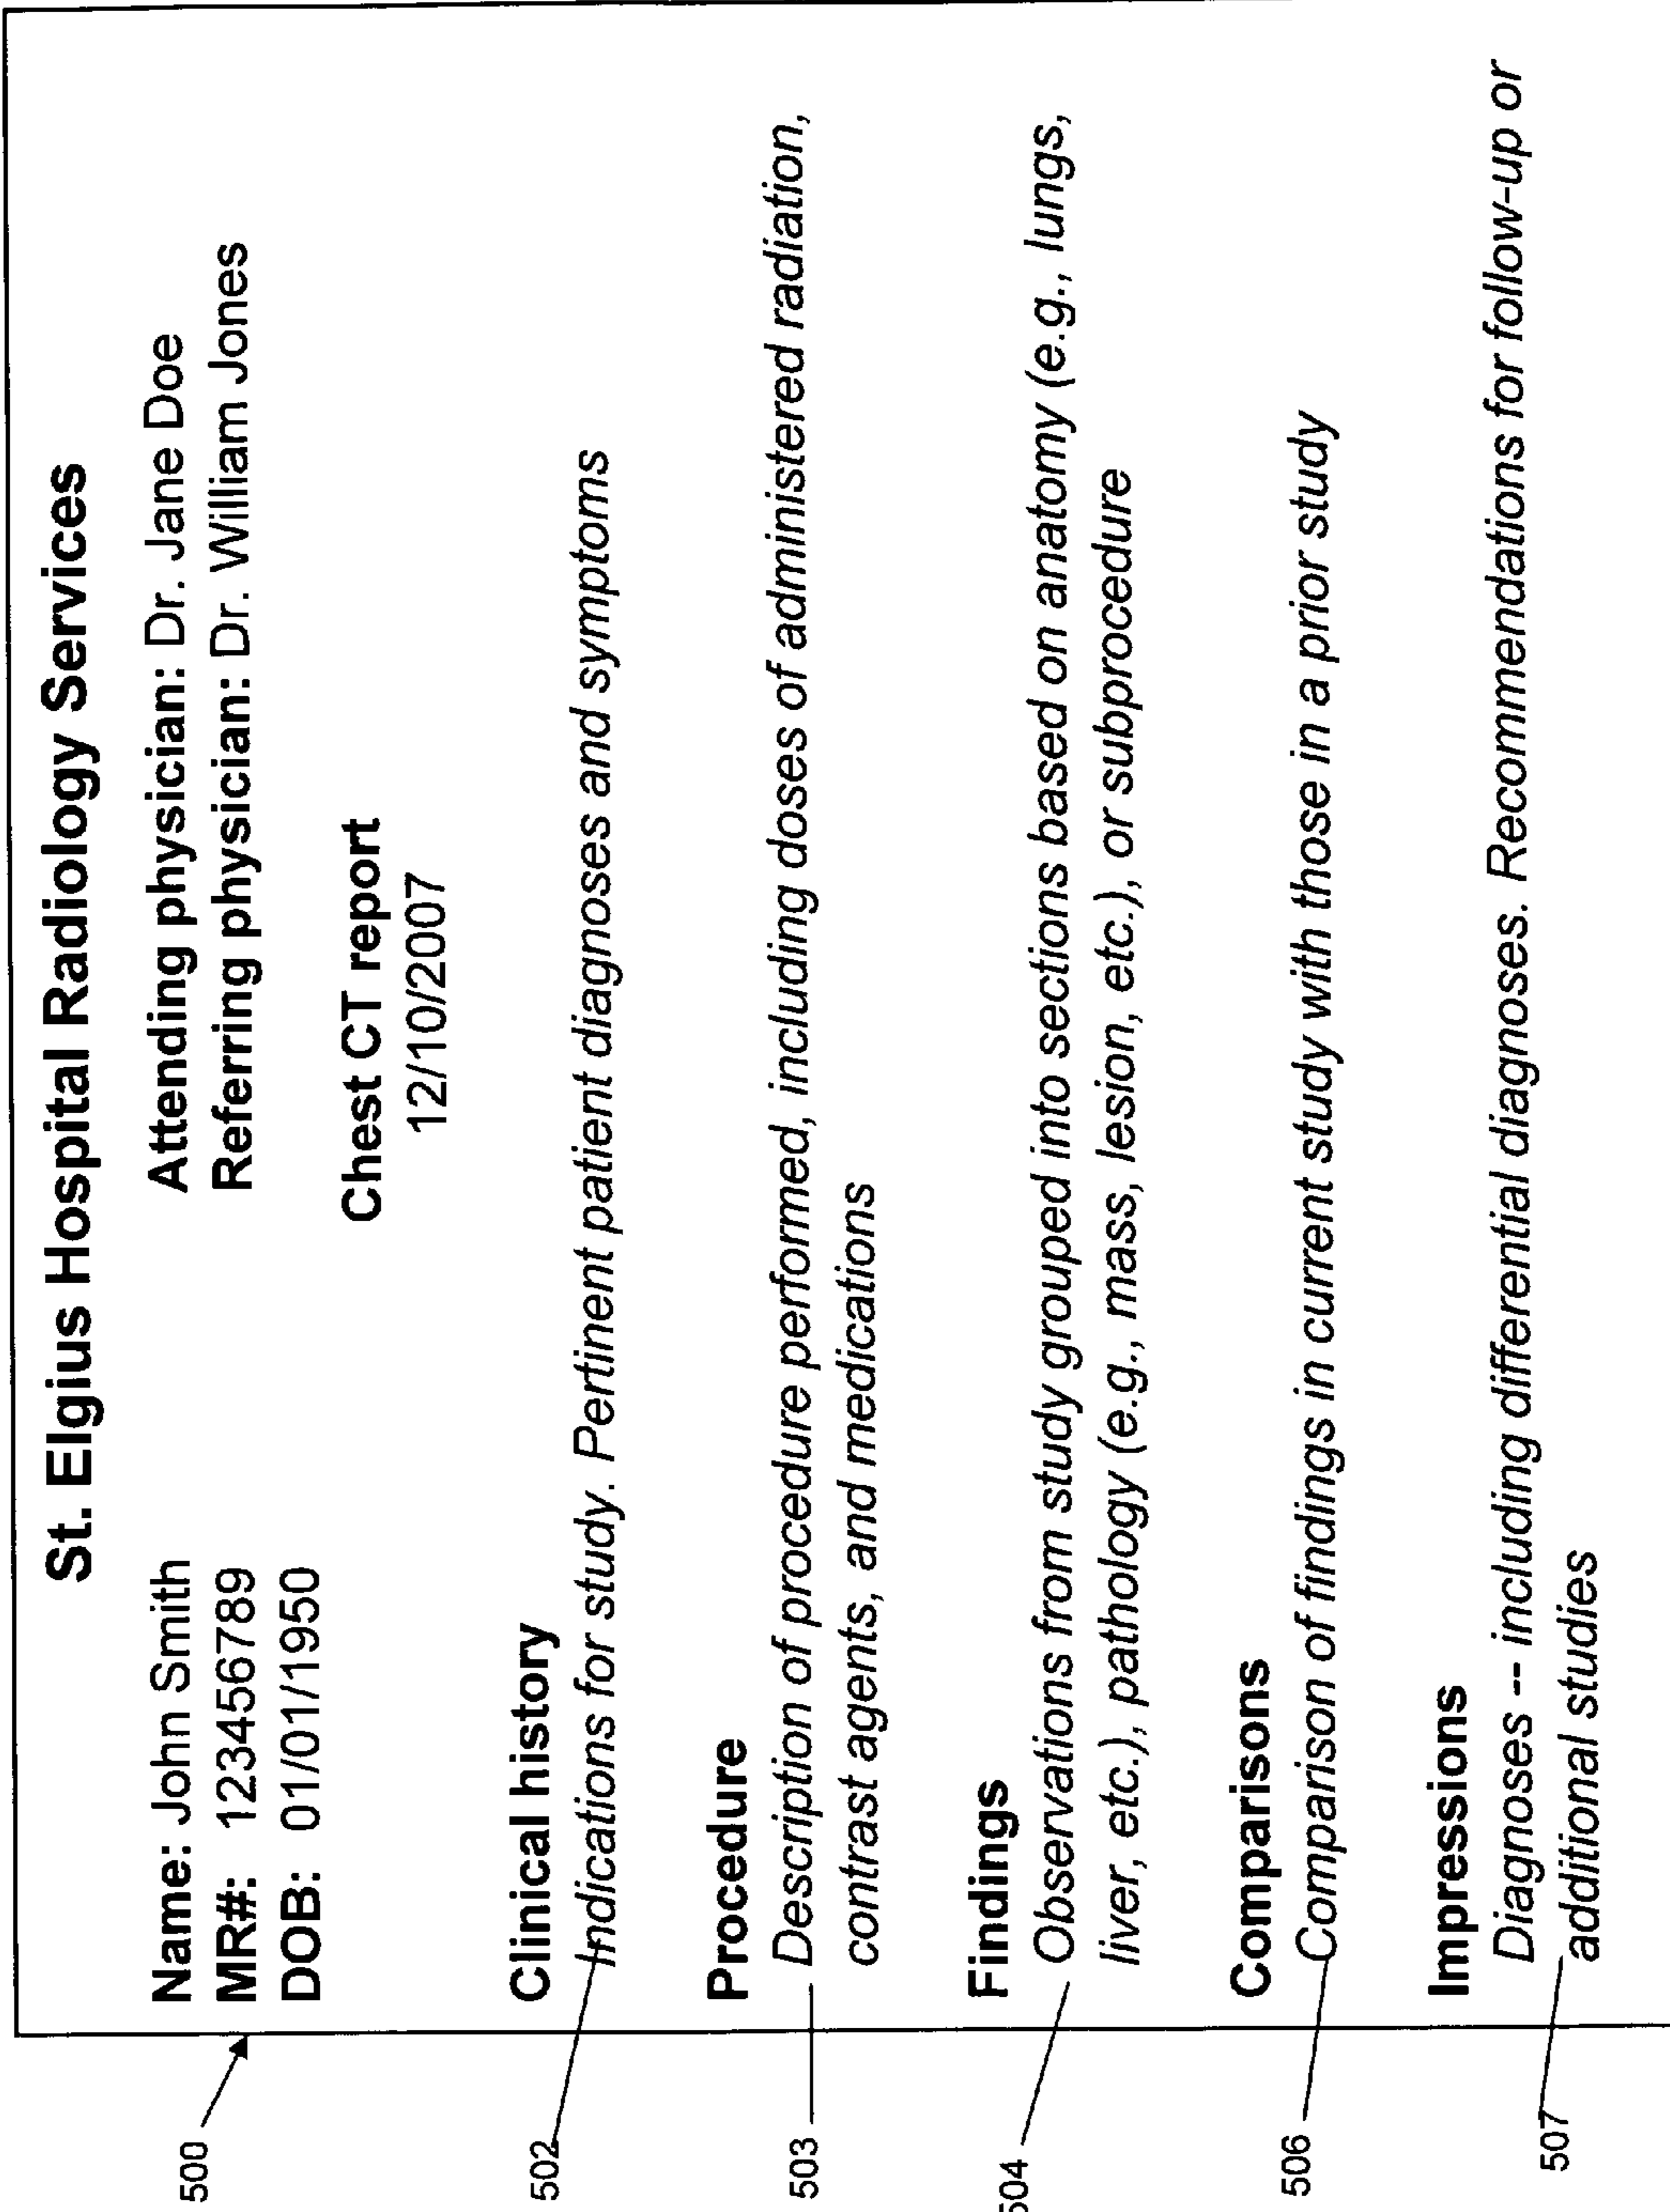 St. Elgius Hospital Radiology Services
Name: John Smith
Attending physician: Dr. Jane Doe
MR#: 123456789
Referring physician: Dr. William Jones
DOB: 01/01/1950
Chest CT report
12/10/2007
Clinical history
Indications for study. Pertinent patient diagnoses and symptoms
Procedure
Description of procedure performed, including doses of administered radiation,
contrast agents, and medications
Findings
Observations from study grouped into sections based on anatomy (e.g., lungs,
liver, etc.), pathology (e.g., mass, lesion, etc.), or subprocedure
Comparisons
Comparison of findings in current study with those in a prior study
Impressions
Diagnoses -- including differential diagnoses. Recommendations for follow-up or
additional studies
500
502
503
504
506
507